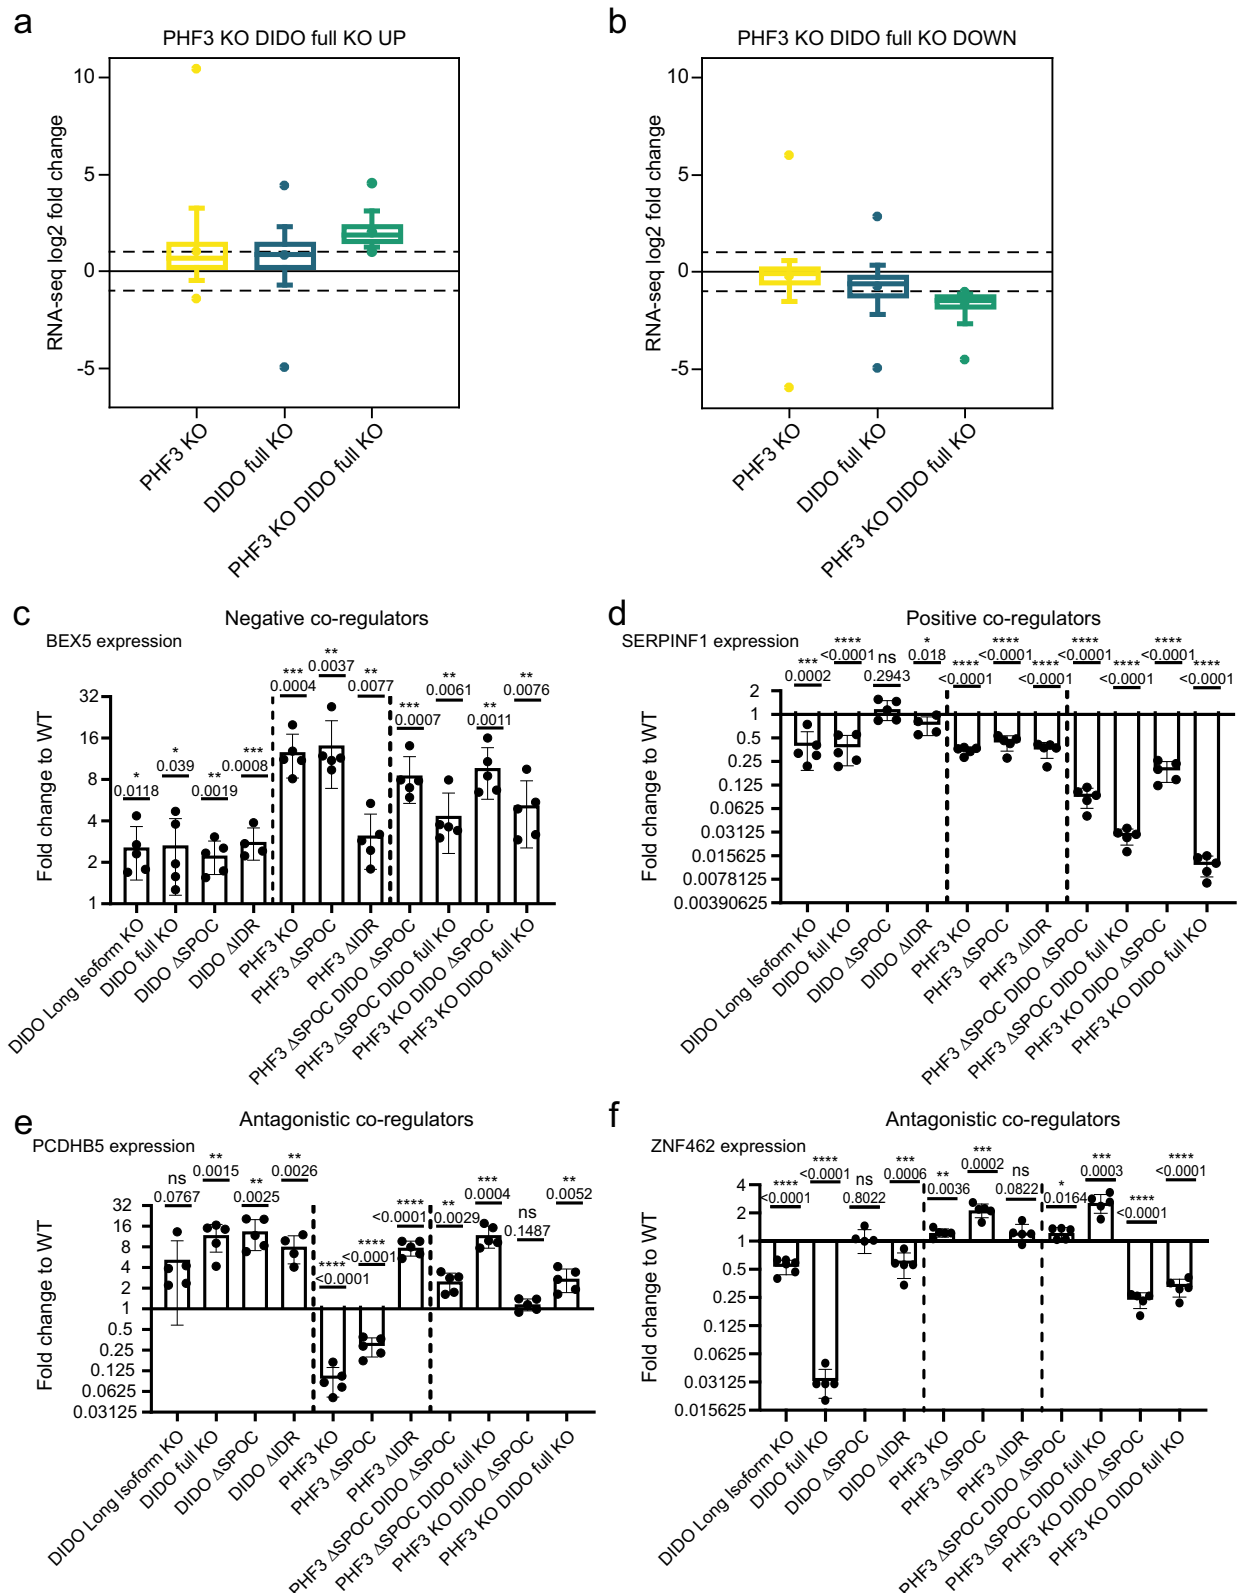 a
PHF3 KO DIDO full KO UP
RNA-seq log2 fold change
10
5
0
-5
PHF3 KO
DIDO full KO
PHF3 KO DIDO full KO
b
PHF3 KO DIDO full KO DOWN
RNA-seq log2 fold change
10
5
0
-5
PHF3 KO
DIDO full KO
PHF3 KO DIDO full KO
c
Negative co-regulators
BEX5 expression
Fold change to WT
32
16
8
4
2
1
*
0.0118
*
0.039
**
0.0019
***
0.0008
***
0.0004
**
0.0037
**
0.0077
***
0.0007
**
0.0061
**
0.0011
**
0.0076
DIDO Long Isoform KO
DIDO full KO
DIDO ΔSPOC
DIDO ΔIDR
PHF3 KO
PHF3 ΔSPOC
PHF3 ΔIDR
PHF3 ΔSPOC DIDO ΔSPOC
PHF3 ΔSPOC DIDO full KO
PHF3 KO DIDO ΔSPOC
PHF3 KO DIDO full KO
d
Positive co-regulators
SERPINF1 expression
Fold change to WT
2
1
0.5
0.25
0.125
0.0625
0.03125
0.015625
0.0078125
0.00390625
***
0.0002
****
<0.0001
ns
0.2943
*
0.018
****
<0.0001
****
<0.0001
****
<0.0001
****
<0.0001
****
<0.0001
****
<0.0001
****
<0.0001
DIDO Long Isoform KO
DIDO full KO
DIDO ΔSPOC
DIDO ΔIDR
PHF3 KO
PHF3 ΔSPOC
PHF3 ΔIDR
PHF3 ΔSPOC DIDO ΔSPOC
PHF3 ΔSPOC DIDO full KO
PHF3 KO DIDO ΔSPOC
PHF3 KO DIDO full KO
e
Antagonistic co-regulators
PCDHB5 expression
Fold change to WT
32
16
8
4
2
1
0.5
0.25
0.125
0.0625
0.03125
ns
0.0767
**
0.0015
**
0.0025
**
0.0026
****
<0.0001
****
<0.0001
****
<0.0001
**
0.0029
***
0.0004
ns
0.1487
**
0.0052
DIDO Long Isoform KO
DIDO full KO
DIDO ΔSPOC
DIDO ΔIDR
PHF3 KO
PHF3 ΔSPOC
PHF3 ΔIDR
PHF3 ΔSPOC DIDO ΔSPOC
PHF3 ΔSPOC DIDO full KO
PHF3 KO DIDO ΔSPOC
PHF3 KO DIDO full KO
f
Antagonistic co-regulators
ZNF462 expression
Fold change to WT
4
2
1
0.5
0.25
0.125
0.0625
0.03125
0.015625
****
<0.0001
****
<0.0001
ns
0.8022
***
0.0006
**
0.0036
***
0.0002
ns
0.0822
*
0.0164
***
0.0003
****
<0.0001
****
<0.0001
DIDO Long Isoform KO
DIDO full KO
DIDO ΔSPOC
DIDO ΔIDR
PHF3 KO
PHF3 ΔSPOC
PHF3 ΔIDR
PHF3 ΔSPOC DIDO ΔSPOC
PHF3 ΔSPOC DIDO full KO
PHF3 KO DIDO ΔSPOC
PHF3 KO DIDO full KO